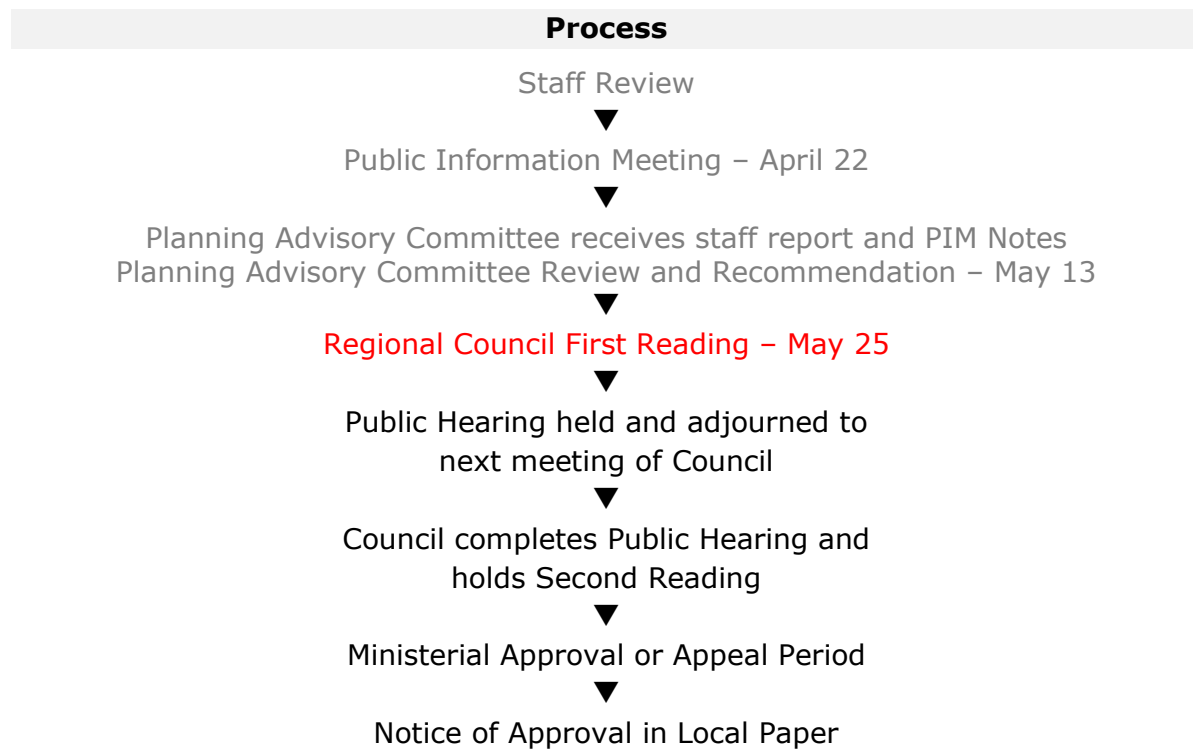 Process
Staff Review
Public Information Meeting – April 22
Planning Advisory Committee receives staff report and PIM Notes
Planning Advisory Committee Review and Recommendation – May 13
Regional Council First Reading – May 25
Public Hearing held and adjourned to
next meeting of Council
Council completes Public Hearing and
holds Second Reading
Ministerial Approval or Appeal Period
Notice of Approval in Local Paper